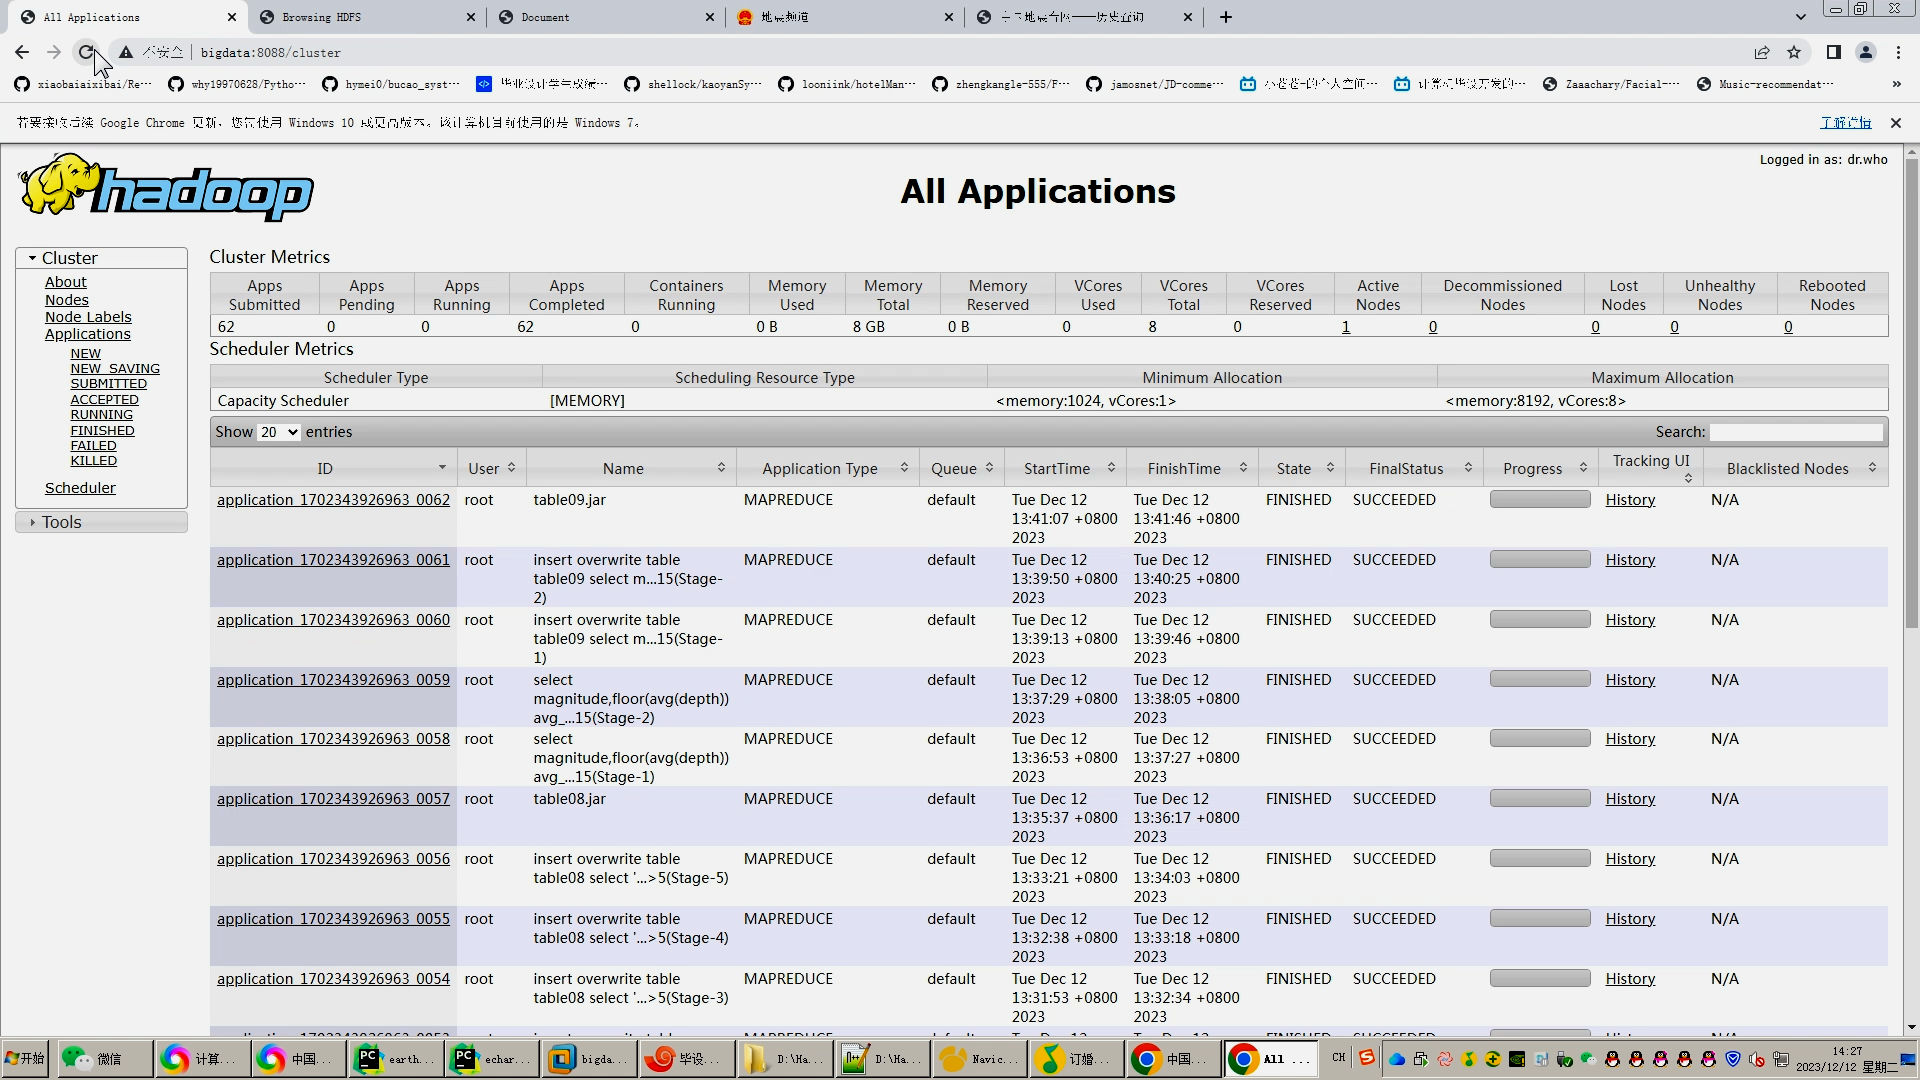 All Applications
Browsing HDFS
Document
地震频道
不安全
bigdata:8088/cluster
xiaobaiaixibai/Re…
why19970628/Pytho…
hymei0/bucao_syst…
shellock/kaoyanSy…
looniink/hotelMan…
zhengkangle-555/F…
jamosnet/JD-comme…
Zaaachary/Facial-…
Music-recommendat…
»
若要接收后续 Google Chrome 更新，您需使用 Windows 10 或更高版本。该计算机目前使用的是 Windows 7。
了解详情
Logged in as: dr.who
hadoop
All Applications
Cluster
About
Nodes
Node Labels
Applications
NEW
NEW_SAVING
SUBMITTED
ACCEPTED
RUNNING
FINISHED
FAILED
KILLED
Scheduler
Tools
Cluster Metrics
Apps Submitted
Apps Pending
Apps Running
Apps Completed
Containers Running
Memory Used
Memory Total
Memory Reserved
VCores Used
VCores Total
VCores Reserved
Active Nodes
Decommissioned Nodes
Lost Nodes
Unhealthy Nodes
Rebooted Nodes
62 0 0 62 0 0 B 8 GB 0 B 0 8 0 1 0 0 0 0
Scheduler Metrics
Scheduler Type Scheduling Resource Type Minimum Allocation Maximum Allocation
Capacity Scheduler [MEMORY] <memory:1024, vCores:1> <memory:8192, vCores:8>
Show 20 entries
Search:
ID User Name Application Type Queue StartTime FinishTime State FinalStatus Progress Tracking UI Blacklisted Nodes
application_1702343926963_0062 root table09.jar MAPREDUCE default Tue Dec 12 13:41:07 +0800 2023 Tue Dec 12 13:41:46 +0800 2023 FINISHED SUCCEEDED History N/A
application_1702343926963_0061 root insert overwrite table table09 select m...15(Stage-2) MAPREDUCE default Tue Dec 12 13:39:50 +0800 2023 Tue Dec 12 13:40:25 +0800 2023 FINISHED SUCCEEDED History N/A
application_1702343926963_0060 root insert overwrite table table09 select m...15(Stage-1) MAPREDUCE default Tue Dec 12 13:39:13 +0800 2023 Tue Dec 12 13:39:46 +0800 2023 FINISHED SUCCEEDED History N/A
application_1702343926963_0059 root select magnitude,floor(avg(depth)) avg_...15(Stage-2) MAPREDUCE default Tue Dec 12 13:37:29 +0800 2023 Tue Dec 12 13:38:05 +0800 2023 FINISHED SUCCEEDED History N/A
application_1702343926963_0058 root select magnitude,floor(avg(depth)) avg_...15(Stage-1) MAPREDUCE default Tue Dec 12 13:36:53 +0800 2023 Tue Dec 12 13:37:27 +0800 2023 FINISHED SUCCEEDED History N/A
application_1702343926963_0057 root table08.jar MAPREDUCE default Tue Dec 12 13:35:37 +0800 2023 Tue Dec 12 13:36:17 +0800 2023 FINISHED SUCCEEDED History N/A
application_1702343926963_0056 root insert overwrite table table08 select '...>5(Stage-5) MAPREDUCE default Tue Dec 12 13:33:21 +0800 2023 Tue Dec 12 13:34:03 +0800 2023 FINISHED SUCCEEDED History N/A
application_1702343926963_0055 root insert overwrite table table08 select '...>5(Stage-4) MAPREDUCE default Tue Dec 12 13:32:38 +0800 2023 Tue Dec 12 13:33:18 +0800 2023 FINISHED SUCCEEDED History N/A
application_1702343926963_0054 root insert overwrite table table08 select '...>5(Stage-3) MAPREDUCE default Tue Dec 12 13:31:53 +0800 2023 Tue Dec 12 13:32:34 +0800 2023 FINISHED SUCCEEDED History N/A
开始
微信
计算...
中国...
earth...
echar...
bigda...
毕设...
D:\Ha...
D:\Ha...
Navic...
订婚...
中国...
All ...
CH
14:27
2023/12/12 星期二